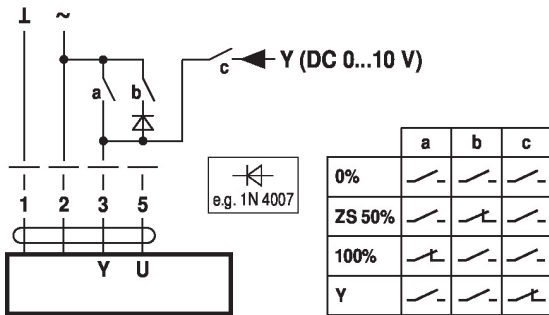 ⊥ ~
a b c Y (DC 0...10 V)
e.g. 1N 4007
1 2 3 5
Y U
a b c
0%
ZS 50%
100%
Y